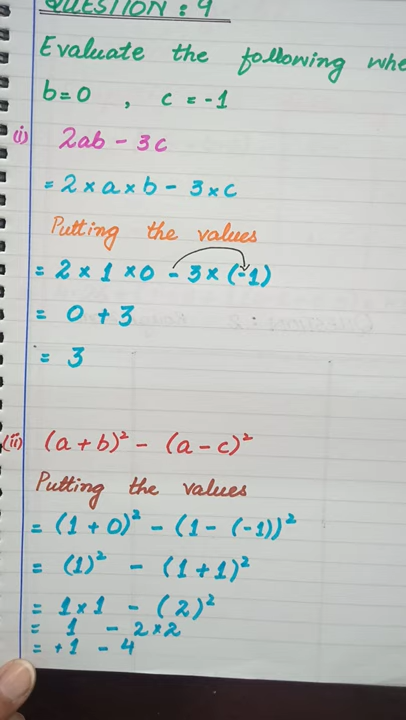 QUESTION : 4
Evaluate the following whe
b=0 , c = -1
(i) 2ab - 3c
= 2 × a × b - 3 × c
Putting the values
= 2 × 1 × 0 - 3 × (-1)
= 0 + 3
= 3
(ii) (a + b)² - (a - c)²
Putting the values
= (1 + 0)² - (1 - (-1))²
= (1)² - (1 + 1)²
= 1×1 - (2)²
= 1 - 2×2
= +1 - 4